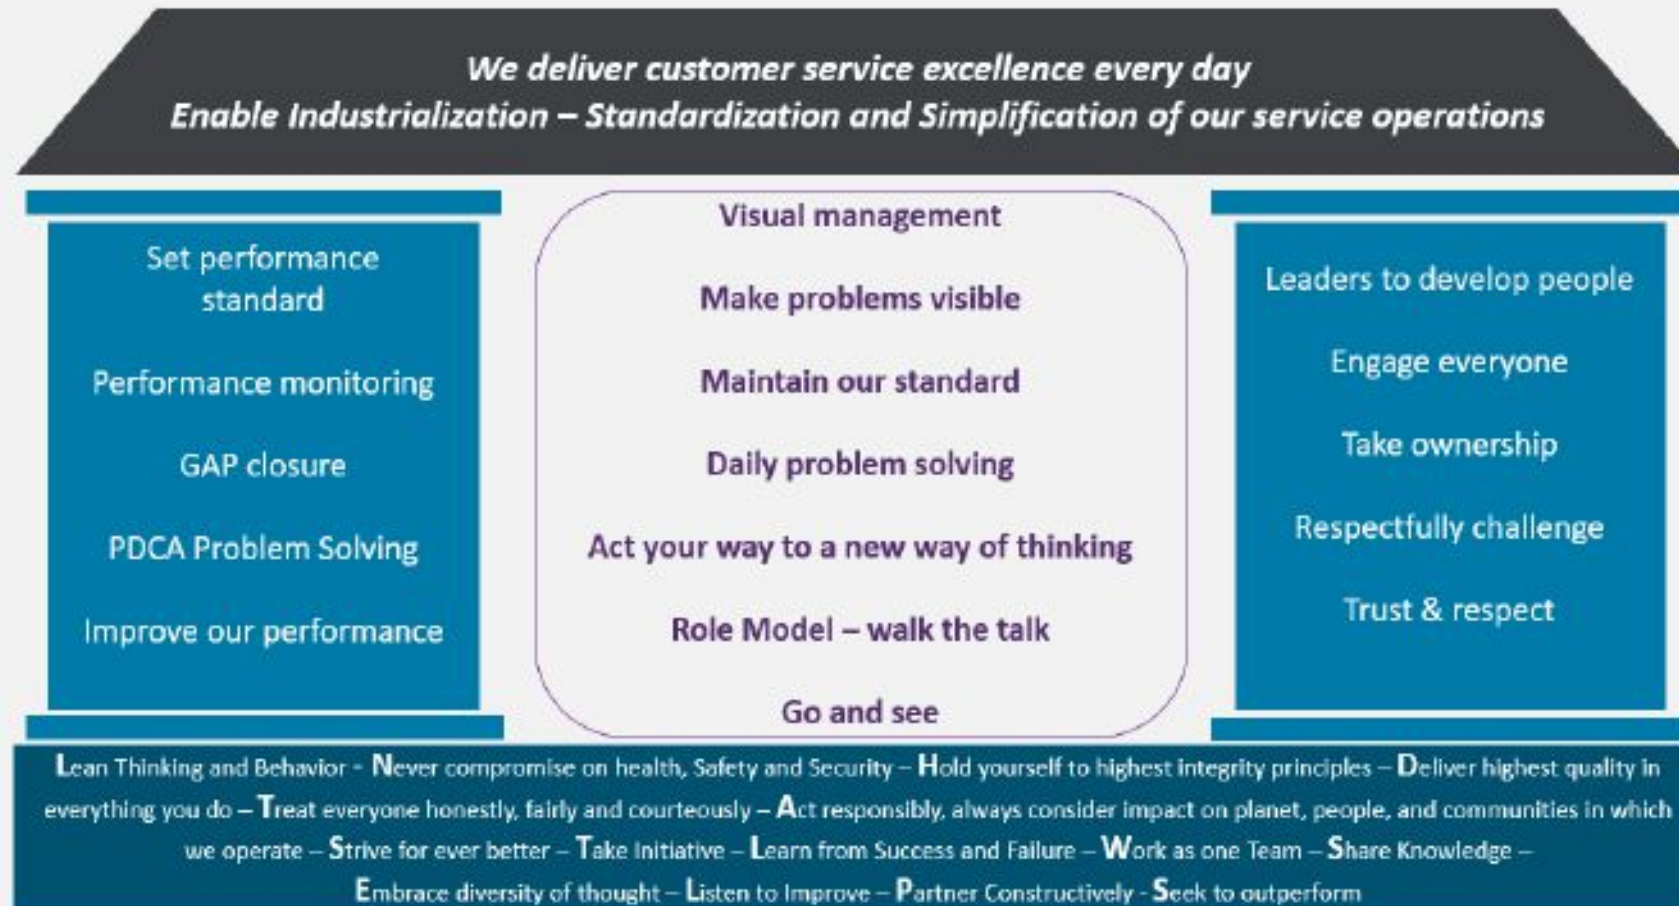 We deliver customer service excellence every day
Enable Industrialization – Standardization and Simplification of our service operations
Set performance
standard
Performance monitoring
GAP closure
PDCA Problem Solving
Improve our performance
Visual management
Make problems visible
Maintain our standard
Daily problem solving
Act your way to a new way of thinking
Role Model – walk the talk
Go and see
Leaders to develop people
Engage everyone
Take ownership
Respectfully challenge
Trust & respect
Lean Thinking and Behavior - Never compromise on health, Safety and Security – Hold yourself to highest integrity principles – Deliver highest quality in
everything you do – Treat everyone honestly, fairly and courteously – Act responsibly, always consider impact on planet, people, and communities in which
we operate – Strive for ever better – Take Initiative – Learn from Success and Failure – Work as one Team – Share Knowledge –
Embrace diversity of thought – Listen to Improve – Partner Constructively - Seek to outperform